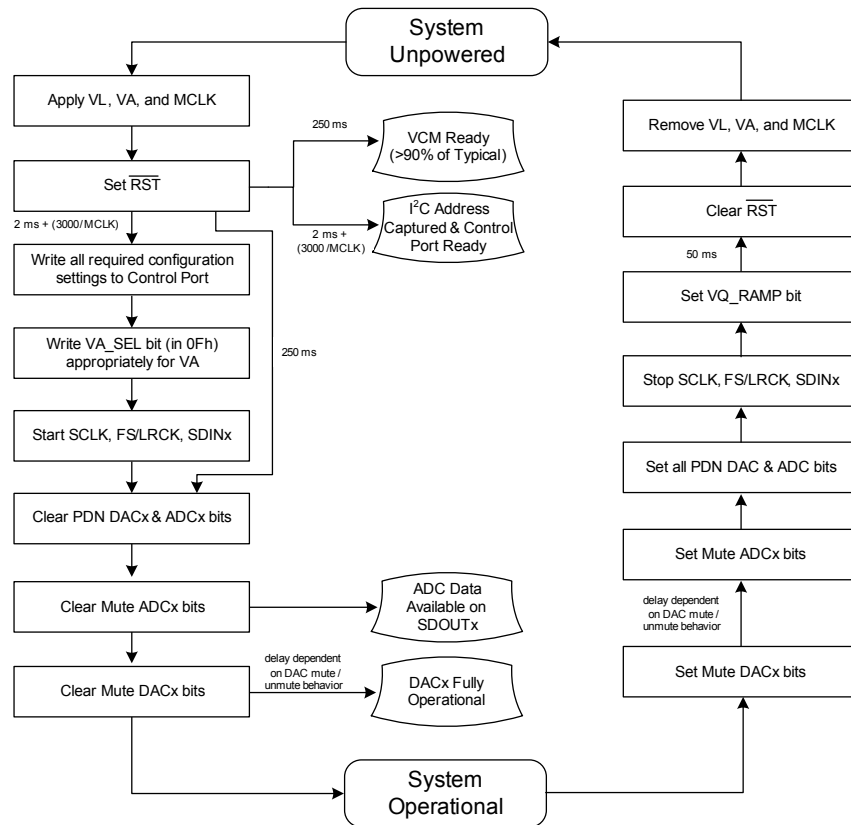 System
Unpowered
Apply VL, VA, and MCLK
250 ms
VCM Ready
(>90% of Typical)
Set R̅S̅T̅
2 ms + (3000/MCLK)
2 ms +
(3000/MCLK)
I²C Address
Captured & Control
Port Ready
Write all required configuration
settings to Control Port
Write VA_SEL bit (in 0Fh)
appropriately for VA
250 ms
Start SCLK, FS/LRCK, SDINx
Clear PDN DACx & ADCx bits
Clear Mute ADCx bits
ADC Data
Available on
SDOUTx
Clear Mute DACx bits
delay dependent
on DAC mute /
unmute behavior
DACx Fully
Operational
System
Operational
Set Mute DACx bits
delay dependent
on DAC mute /
unmute behavior
Set Mute ADCx bits
Set all PDN DAC & ADC bits
Stop SCLK, FS/LRCK, SDINx
Set VQ_RAMP bit
50 ms
Clear R̅S̅T̅
Remove VL, VA, and MCLK